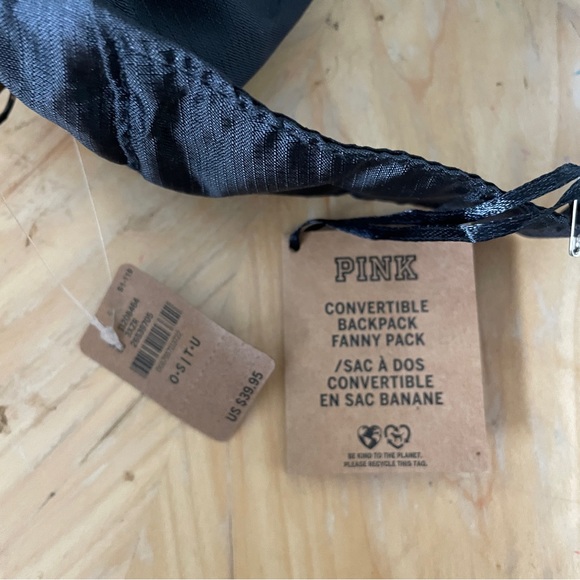 PINK
CONVERTIBLE
BACKPACK
FANNY PACK
/SAC À DOS
CONVERTIBLE
EN SAC BANANE
BE KIND TO THE PLANET.
PLEASE RECYCLE THIS TAG.
O-S/T-U
US $39.95